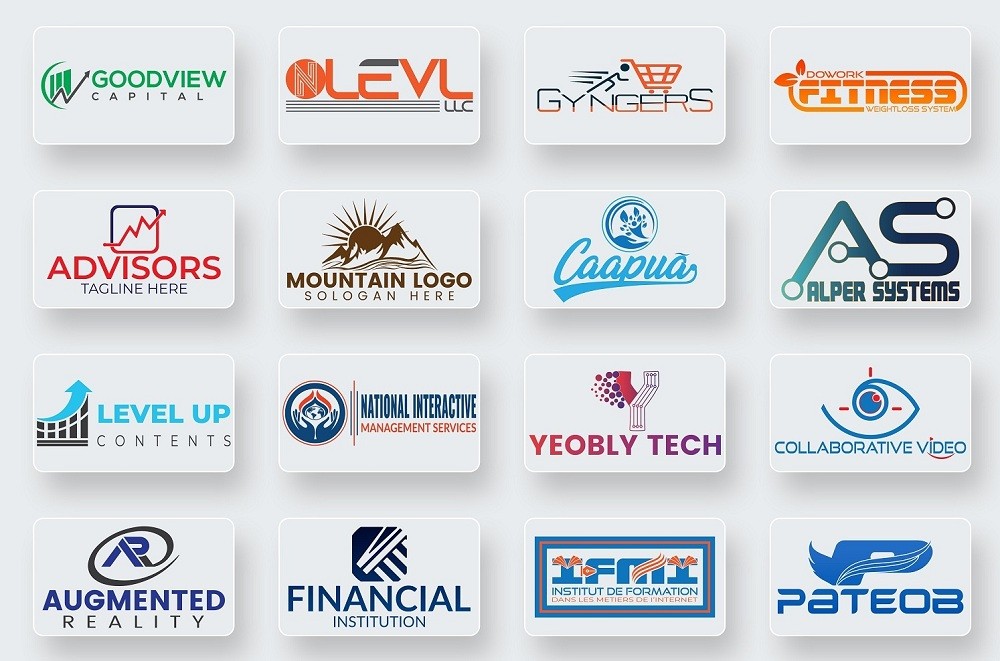 GOODVIEW
CAPITAL
NLEVL
LLC
GYNGERS
DOWORK
FITNESS
WEIGHTLOSS SYSTEM
ADVISORS
TAGLINE HERE
MOUNTAIN LOGO
SOLOGAN HERE
Caapuã
AS
ALPER SYSTEMS
LEVEL UP
CONTENTS
NATIONAL INTERACTIVE
MANAGEMENT SERVICES
Y
YEOBLY TECH
COLLABORATIVE VIDEO
AR
AUGMENTED
REALITY
FINANCIAL
INSTITUTION
IFMI
INSTITUT DE FORMATION
DANS LES METIERS DE L'INTERNET
P
PATEOB